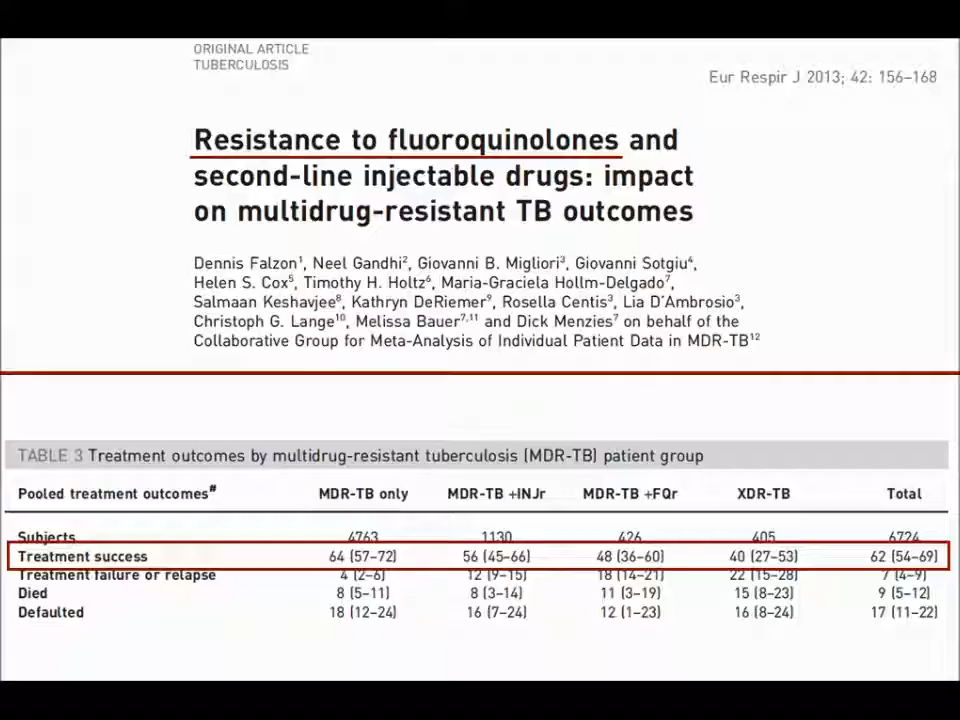 ORIGINAL ARTICLE
TUBERCULOSIS
Eur Respir J 2013; 42: 156–168
Resistance to fluoroquinolones and
second-line injectable drugs: impact
on multidrug-resistant TB outcomes
Dennis Falzon¹, Neel Gandhi², Giovanni B. Migliori³, Giovanni Sotgiu⁴,
Helen S. Cox⁵, Timothy H. Holtz⁶, Maria-Graciela Hollm-Delgado⁷,
Salmaan Keshavjee⁸, Kathryn DeRiemer⁹, Rosella Centis³, Lia D'Ambrosio³,
Christoph G. Lange¹⁰, Melissa Bauer⁷,¹¹ and Dick Menzies⁷ on behalf of the
Collaborative Group for Meta-Analysis of Individual Patient Data in MDR-TB¹²
TABLE 3 Treatment outcomes by multidrug-resistant tuberculosis (MDR-TB) patient group
Pooled treatment outcomes# MDR-TB only MDR-TB +INJr MDR-TB +FQr XDR-TB Total
Subjects 4763 1130 426 405 6724
Treatment success 64 (57–72) 56 (45–66) 48 (36–60) 40 (27–53) 62 (54–69)
Treatment failure or relapse 4 (2–6) 12 (9–15) 18 (14–21) 22 (15–28) 7 (4–9)
Died 8 (5–11) 8 (3–14) 11 (3–19) 15 (8–23) 9 (5–12)
Defaulted 18 (12–24) 16 (7–24) 12 (1–23) 16 (8–24) 17 (11–22)